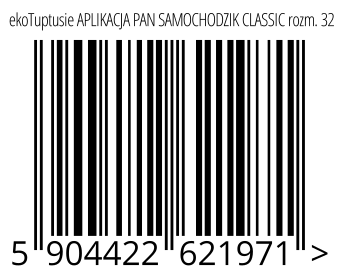 ekoTuptusie APLIKACJA PAN SAMOCHODZIK CLASSIC rozm. 32
5 904422 621971 >